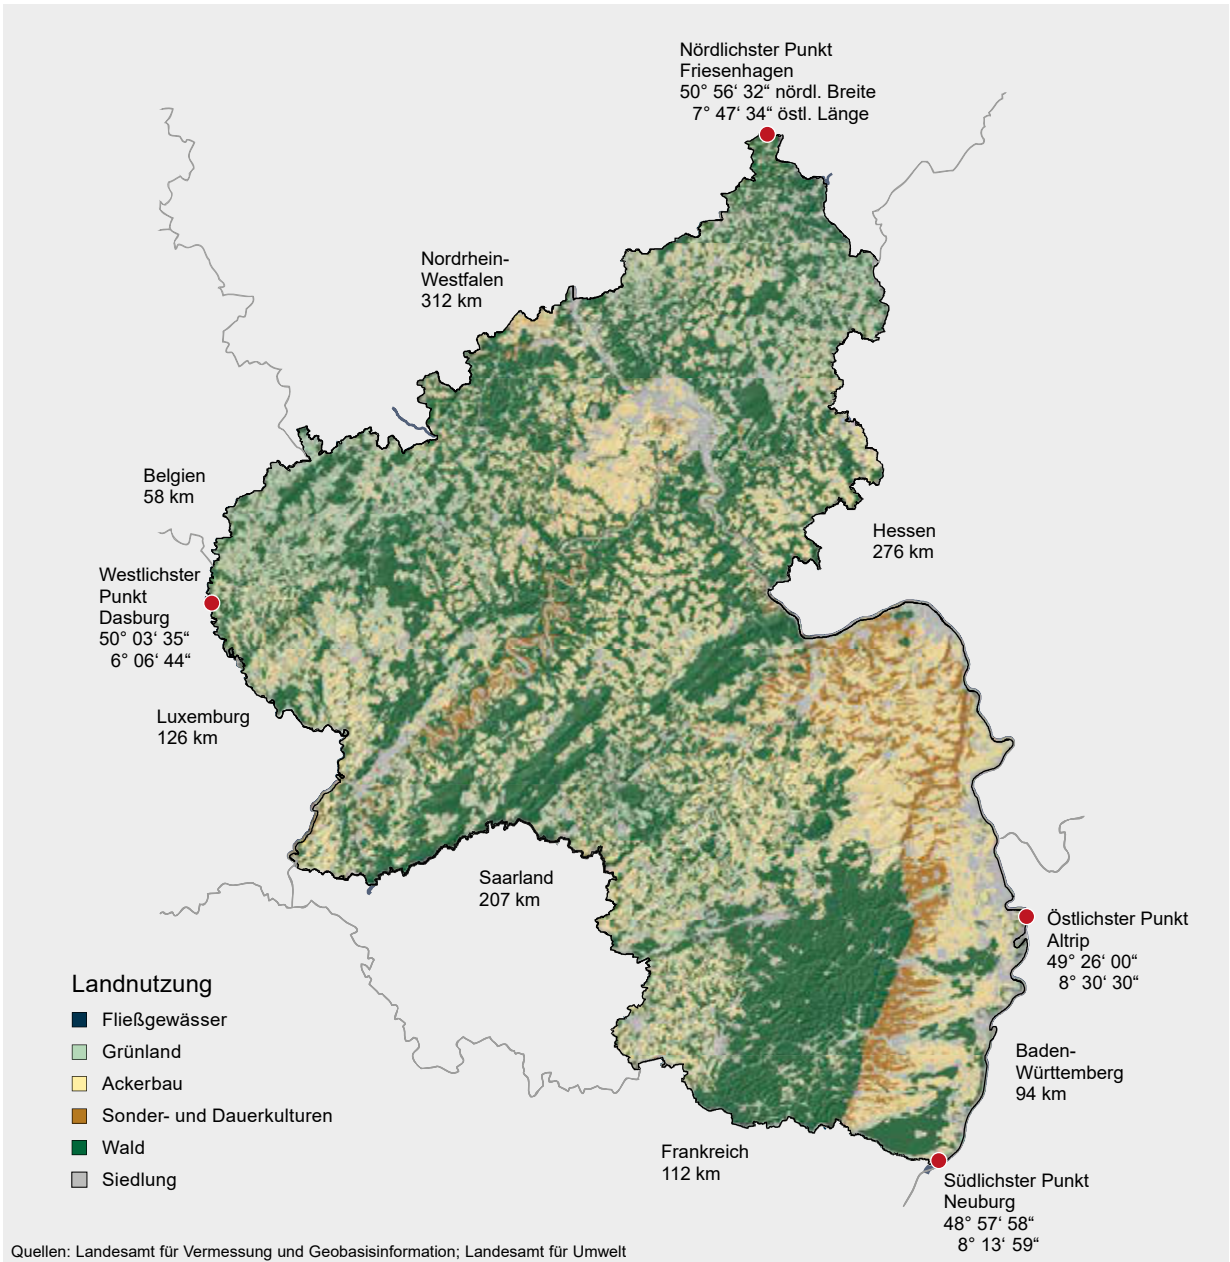 Nördlichster Punkt
Friesenhagen
50° 56‘ 32“ nördl. Breite
7° 47‘ 34“ östl. Länge
Nordrhein-
Westfalen
312 km
Belgien
58 km
Hessen
276 km
Westlichster
Punkt
Dasburg
50° 03‘ 35“
6° 06‘ 44“
Luxemburg
126 km
Saarland
207 km
Östlichster Punkt
Altrip
49° 26‘ 00“
8° 30‘ 30“
Landnutzung
Fließgewässer
Grünland
Ackerbau
Sonder- und Dauerkulturen
Wald
Siedlung
Baden-
Württemberg
94 km
Frankreich
112 km
Südlichster Punkt
Neuburg
48° 57‘ 58“
8° 13‘ 59“
Quellen: Landesamt für Vermessung und Geobasisinformation; Landesamt für Umwelt